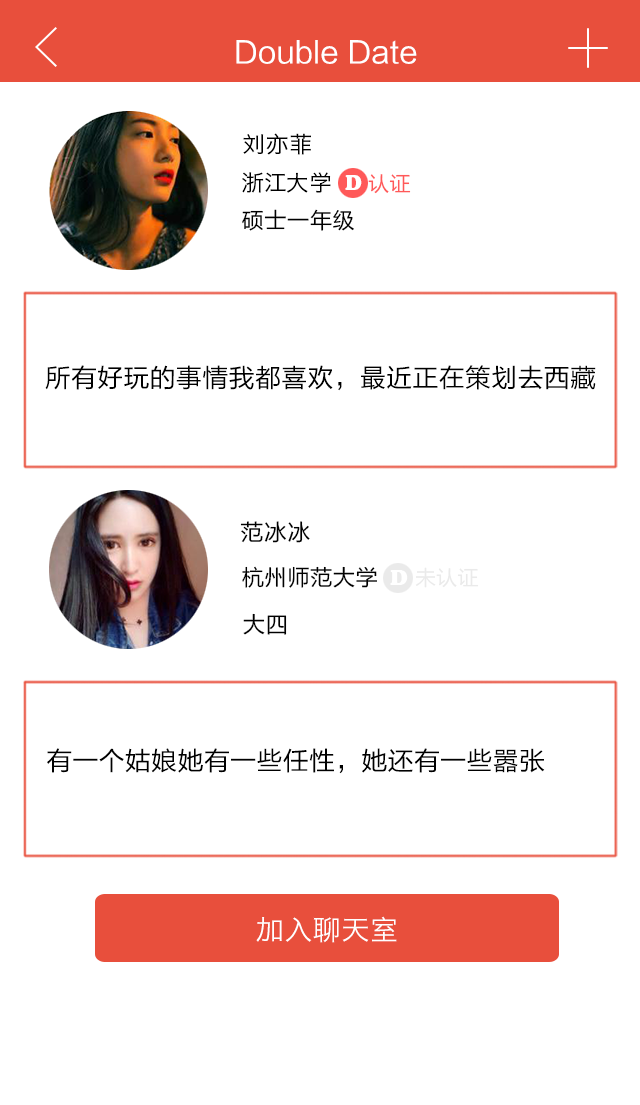 Double Date
刘亦菲
浙江大学 D认证
硕士一年级
所有好玩的事情我都喜欢，最近正在策划去西藏
范冰冰
杭州师范大学 D未认证
大四
有一个姑娘她有一些任性，她还有一些嚣张
加入聊天室